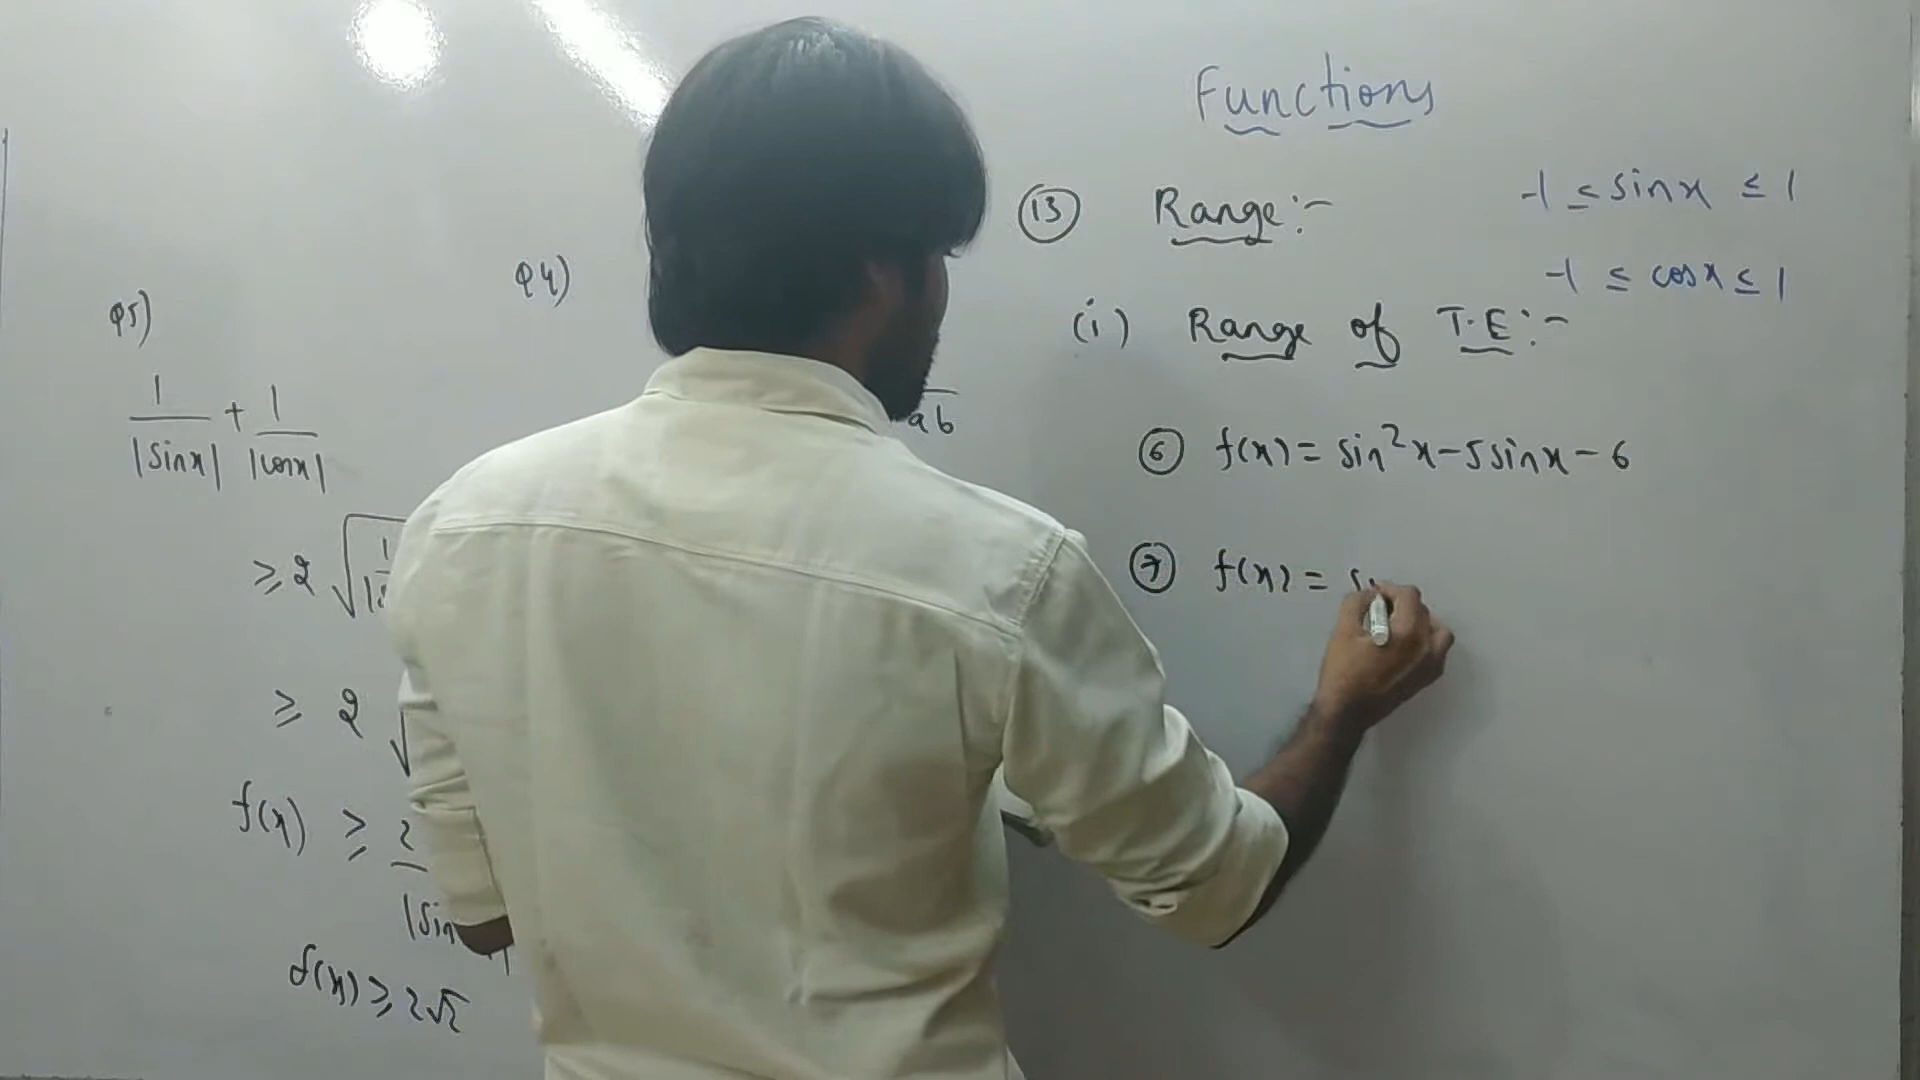 Functions
(13) Range:-
-1 ≤ sinx ≤ 1
-1 ≤ cosx ≤ 1
(i) Range of T.E:-
(6) f(x) = sin²x-5sinx-6
(7) f(x) =
Q4)
ab
Q5)
1/|sinx| + 1/|cosx|
≥ 2 √
≥ 2 √
f(x) ≥ 2
|sin
f(x) ≥ 2√2